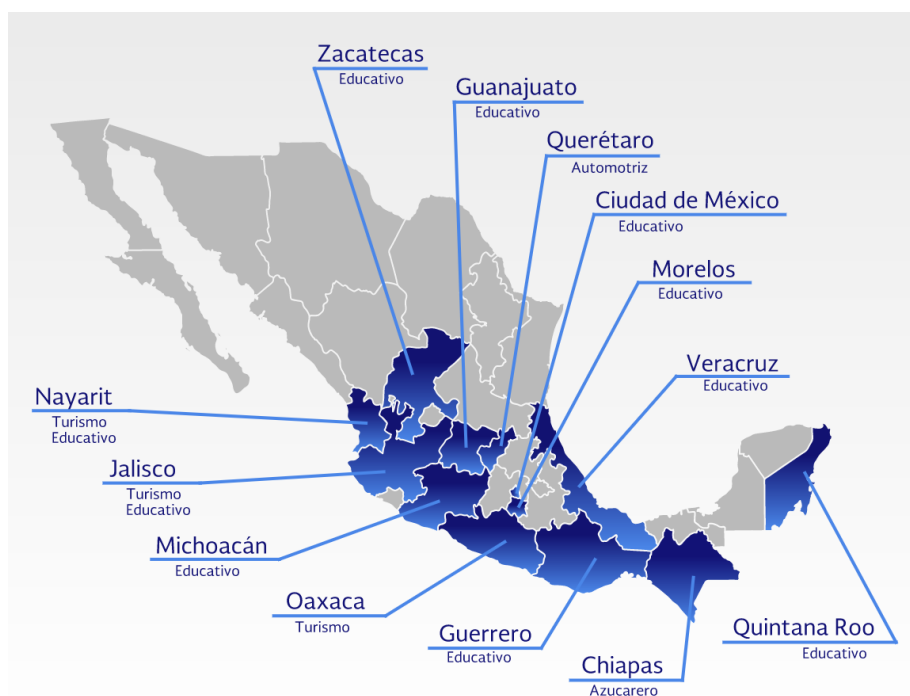 Zacatecas
Educativo
Guanajuato
Educativo
Querétaro
Automotriz
Ciudad de México
Educativo
Morelos
Educativo
Veracruz
Educativo
Nayarit
Turismo
Educativo
Jalisco
Turismo
Educativo
Michoacán
Educativo
Oaxaca
Turismo
Guerrero
Educativo
Chiapas
Azucarero
Quintana Roo
Educativo